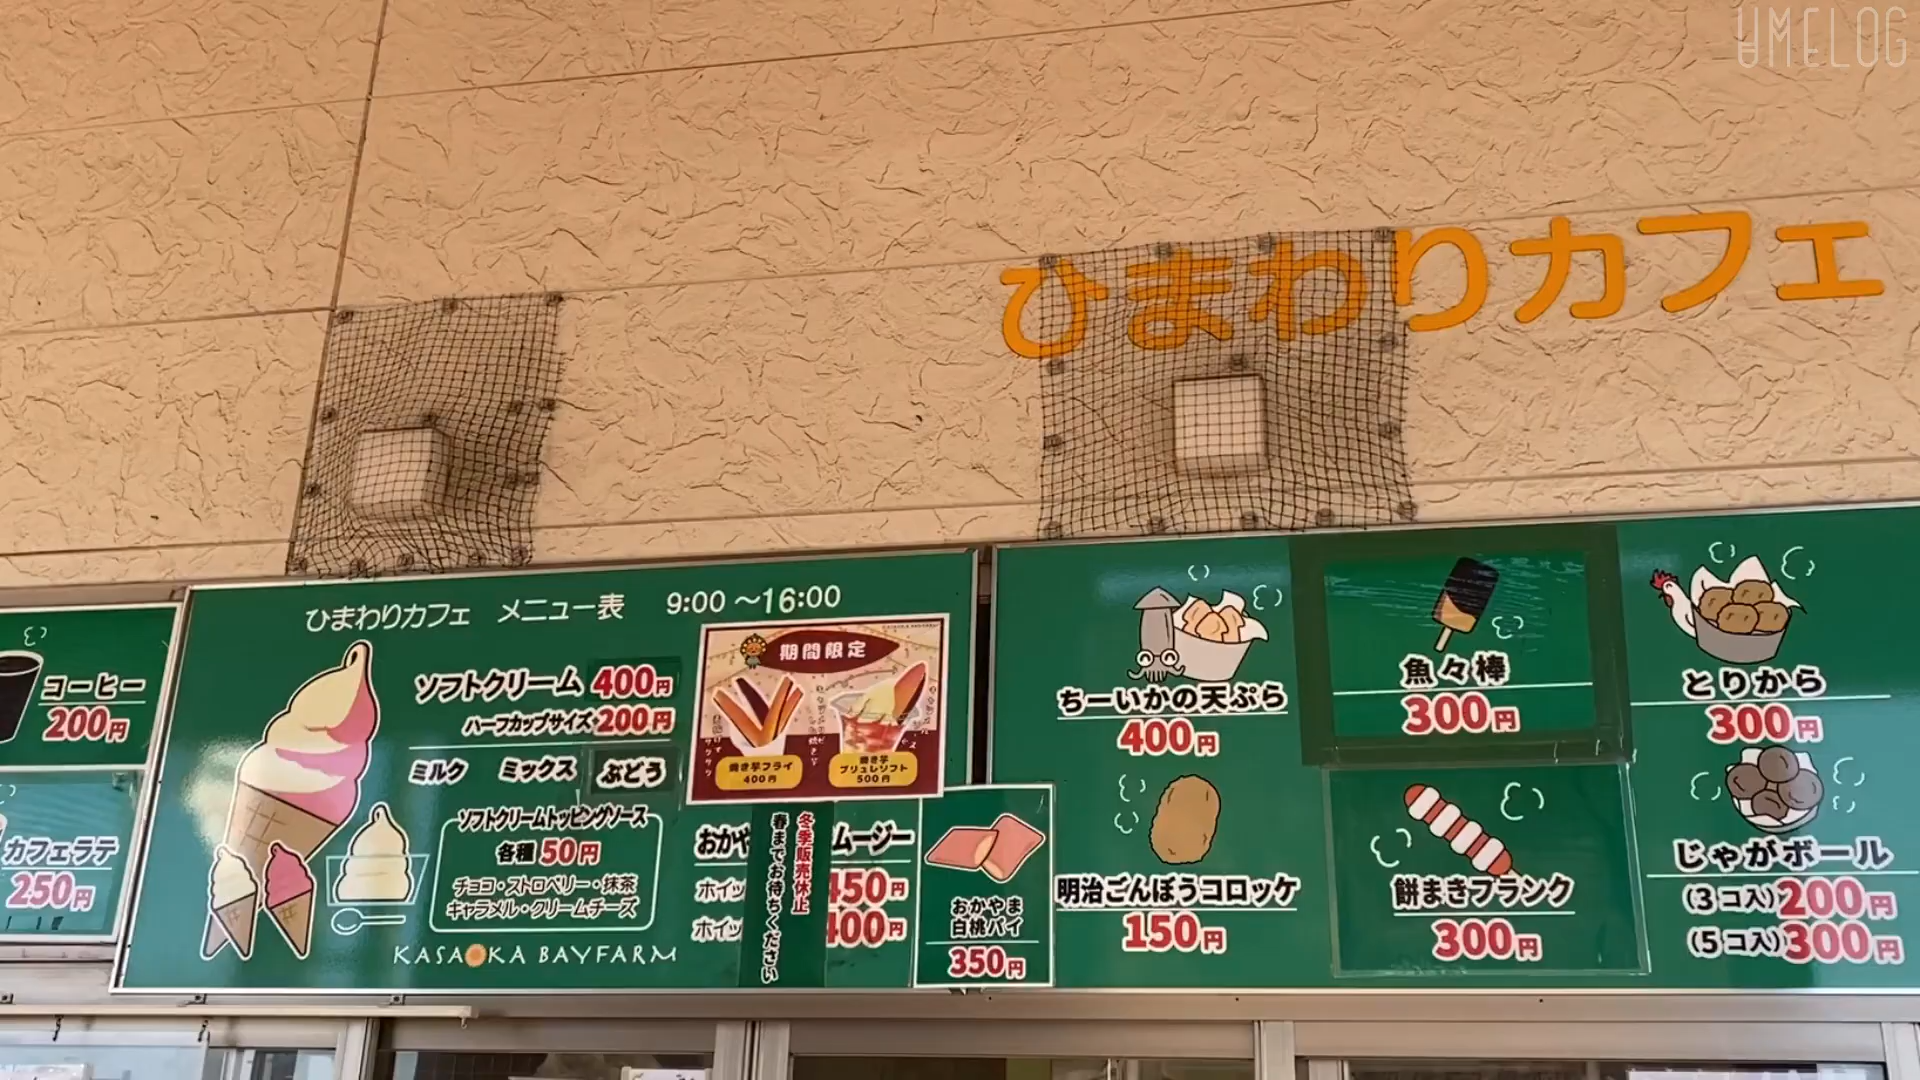 UMELOG
ひまわりカフェ
コーヒー
200円
カフェラテ
250円
ひまわりカフェ メニュー表 9:00 ～16:00
ソフトクリーム 400円
ハーフカップサイズ 200円
ミルク ミックス ぶどう
ソフトクリームトッピングソース
各種 50円
チョコ・ストロベリー・抹茶
キャラメル・クリームチーズ
KASAOKA BAYFARM
期間限定
焼き芋フライ
400円
焼き芋
ブリュレソフト
500円
おかや
ムージー
ホイッ
450円
ホイッ
400円
冬季販売休止
春までお待ちください
おかやま
白桃パイ
350円
ちーいかの天ぷら
400円
魚々棒
300円
とりから
300円
明治ごんぼうコロッケ
150円
餅まきフランク
300円
じゃがボール
(3コ入) 200円
(5コ入) 300円